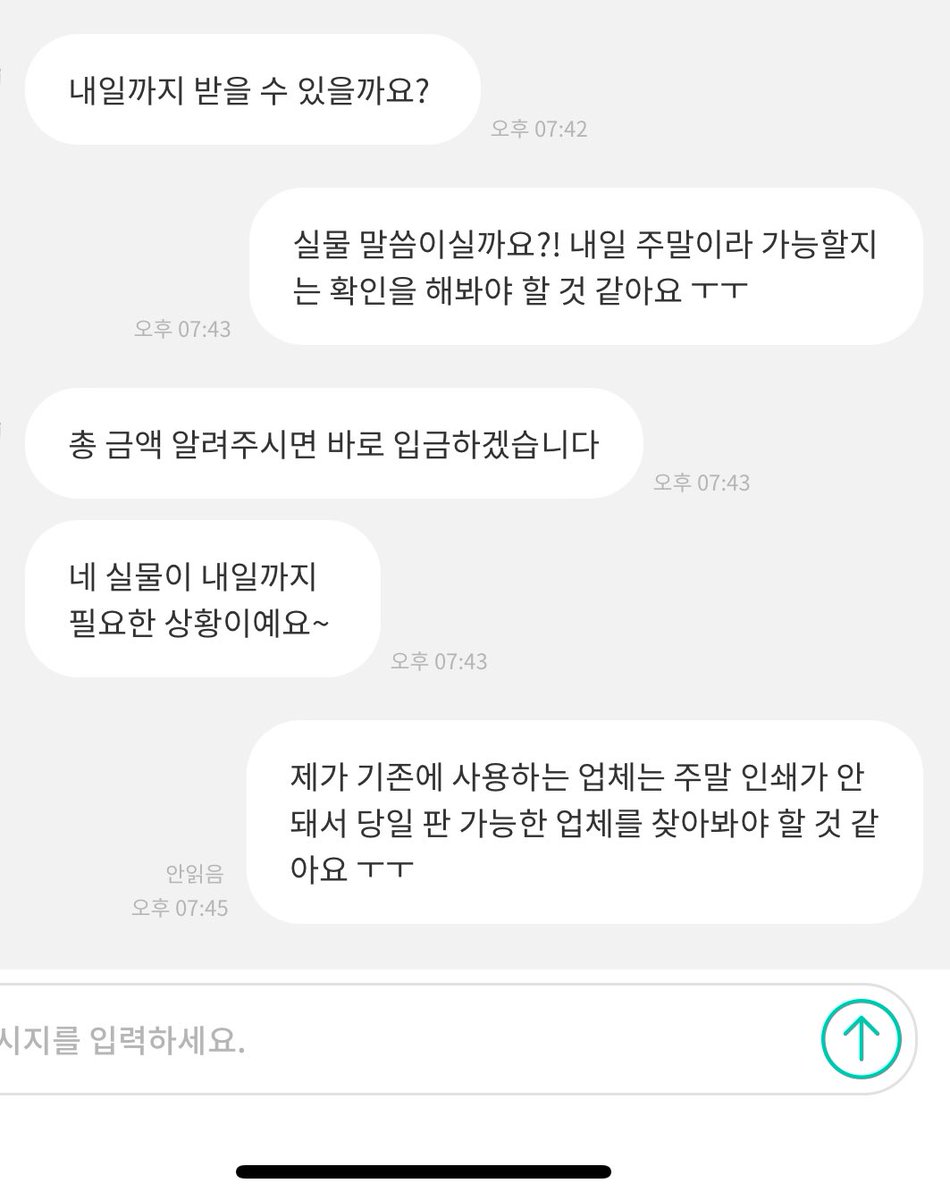 내일까지 받을 수 있을까요?
오후 07:42
실물 말씀이실까요?! 내일 주말이라 가능할지
는 확인을 해봐야 할 것 같아요 ㅜㅜ
오후 07:43
총 금액 알려주시면 바로 입금하겠습니다
오후 07:43
네 실물이 내일까지
필요한 상황이예요~
오후 07:43
제가 기존에 사용하는 업체는 주말 인쇄가 안
돼서 당일 판 가능한 업체를 찾아봐야 할 것 같
아요 ㅜㅜ
안읽음
오후 07:45
시지를 입력하세요.